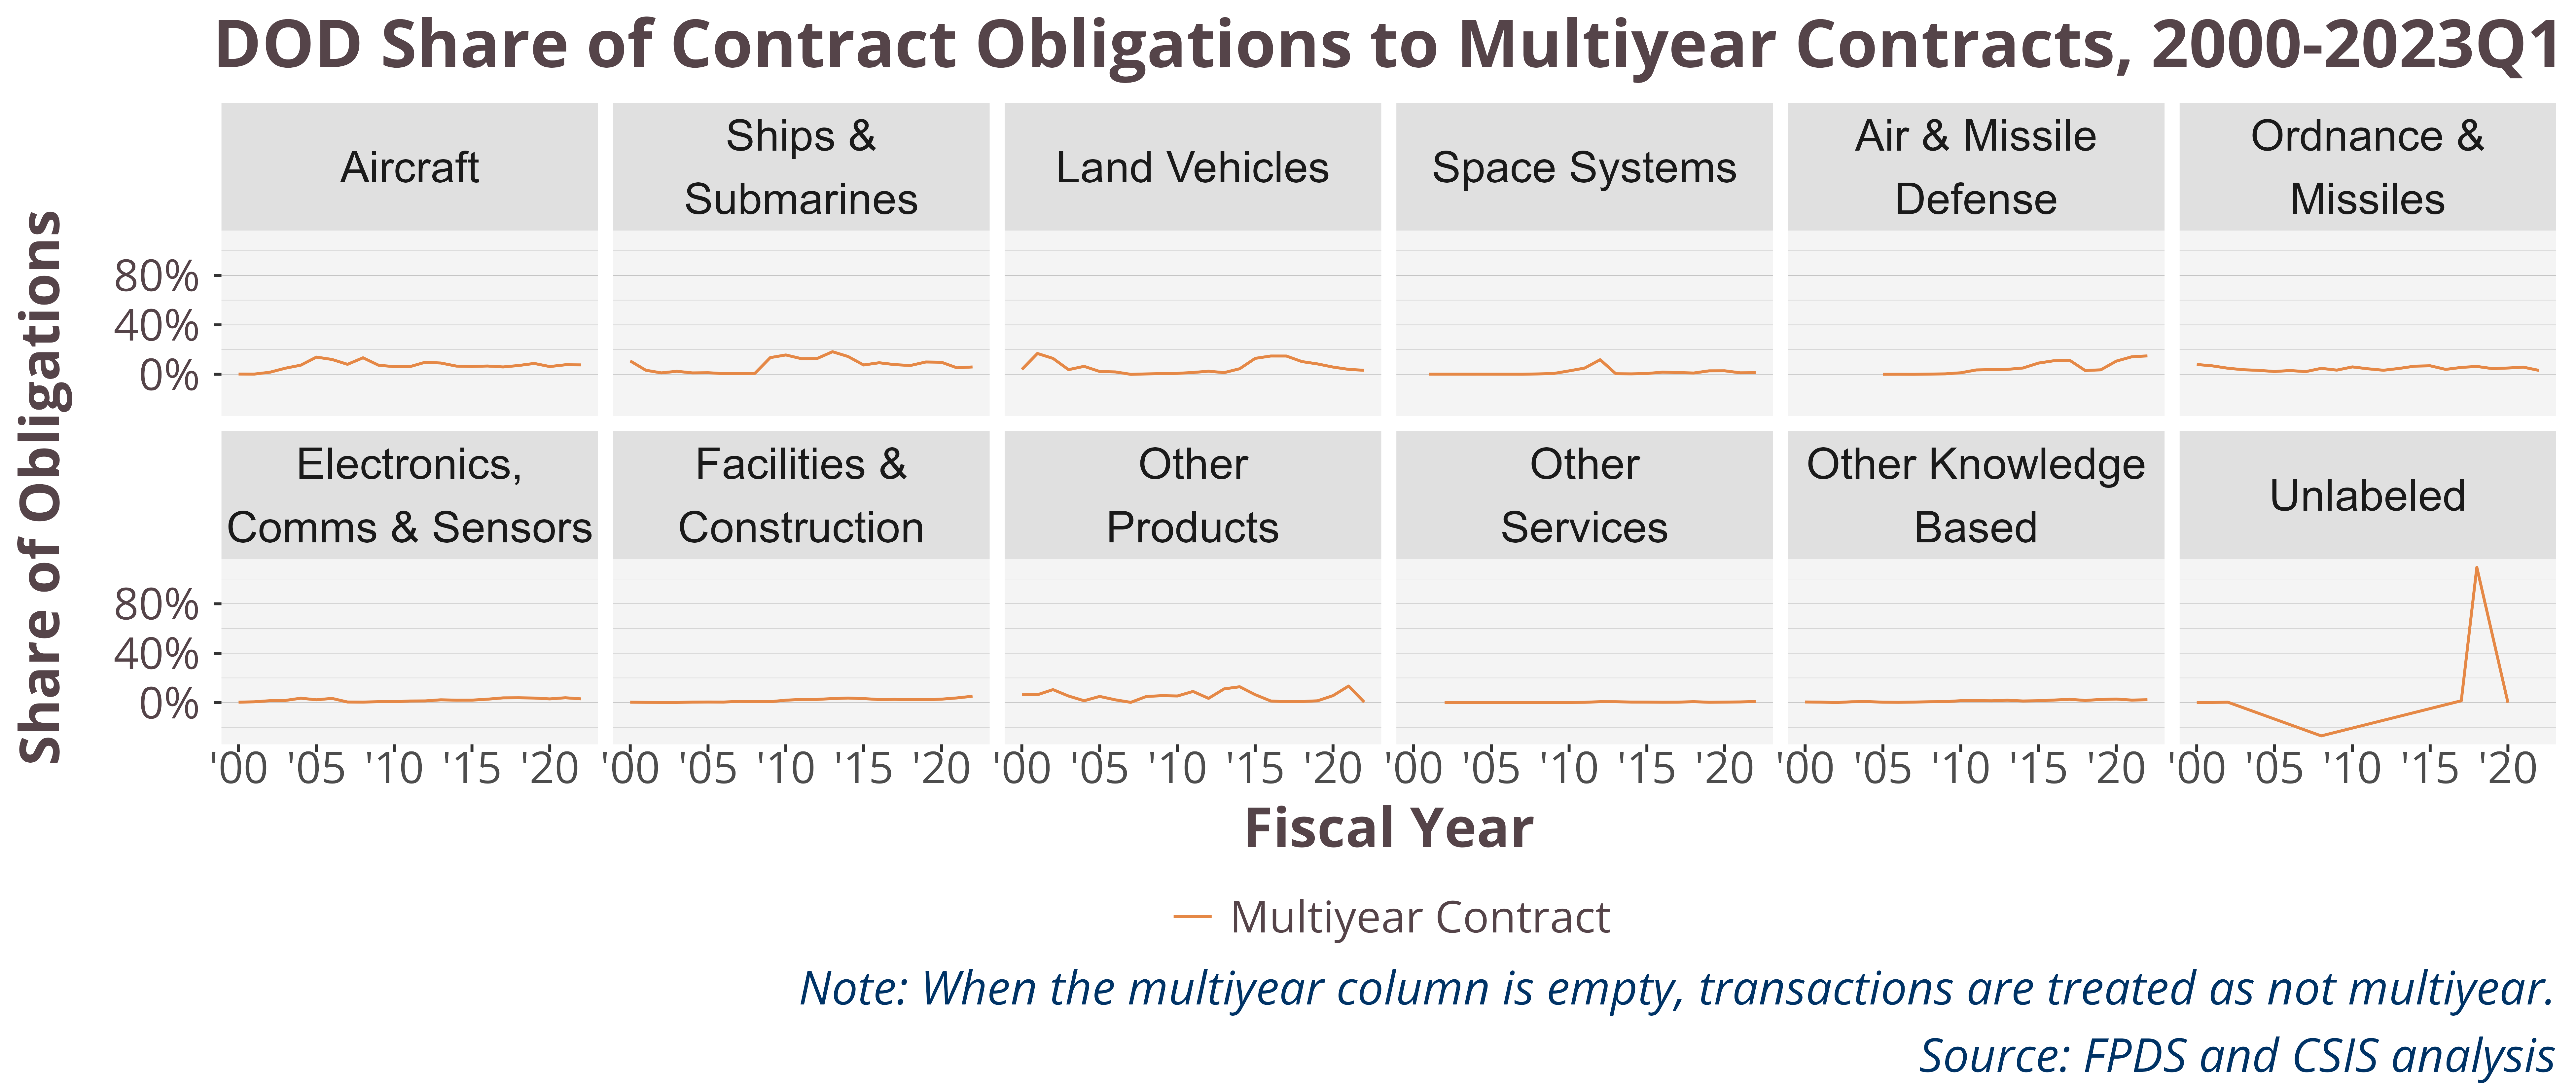 DOD Share of Contract Obligations to Multiyear Contracts, 2000-2023Q1
Share of Obligations
Aircraft
Ships &
Submarines
Land Vehicles
Space Systems
Air & Missile
Defense
Ordnance &
Missiles
80%
40%
0%
Electronics,
Comms & Sensors
Facilities &
Construction
Other
Products
Other
Services
Other Knowledge
Based
Unlabeled
80%
40%
0%
'00 '05 '10 '15 '20
'00 '05 '10 '15 '20
'00 '05 '10 '15 '20
'00 '05 '10 '15 '20
'00 '05 '10 '15 '20
'00 '05 '10 '15 '20
Fiscal Year
Multiyear Contract
Note: When the multiyear column is empty, transactions are treated as not multiyear.
Source: FPDS and CSIS analysis